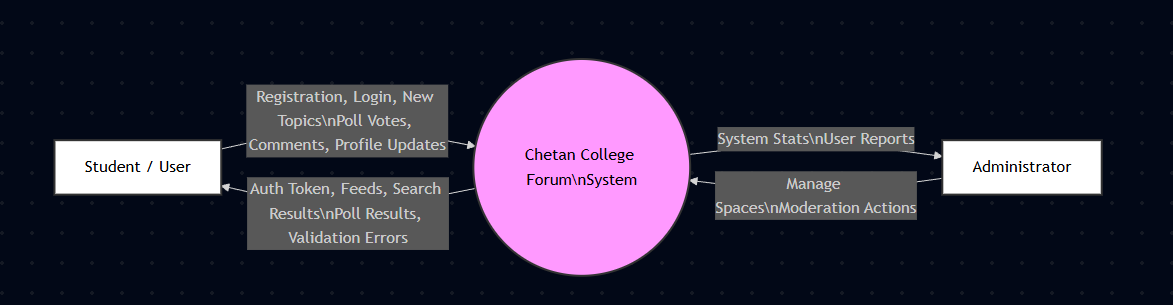 Registration, Login, New
Topics\nPoll Votes,
Comments, Profile Updates
Student / User
Auth Token, Feeds, Search
Results\nPoll Results,
Validation Errors
Chetan College
Forum\nSystem
System Stats\nUser Reports
Manage
Spaces\nModeration Actions
Administrator